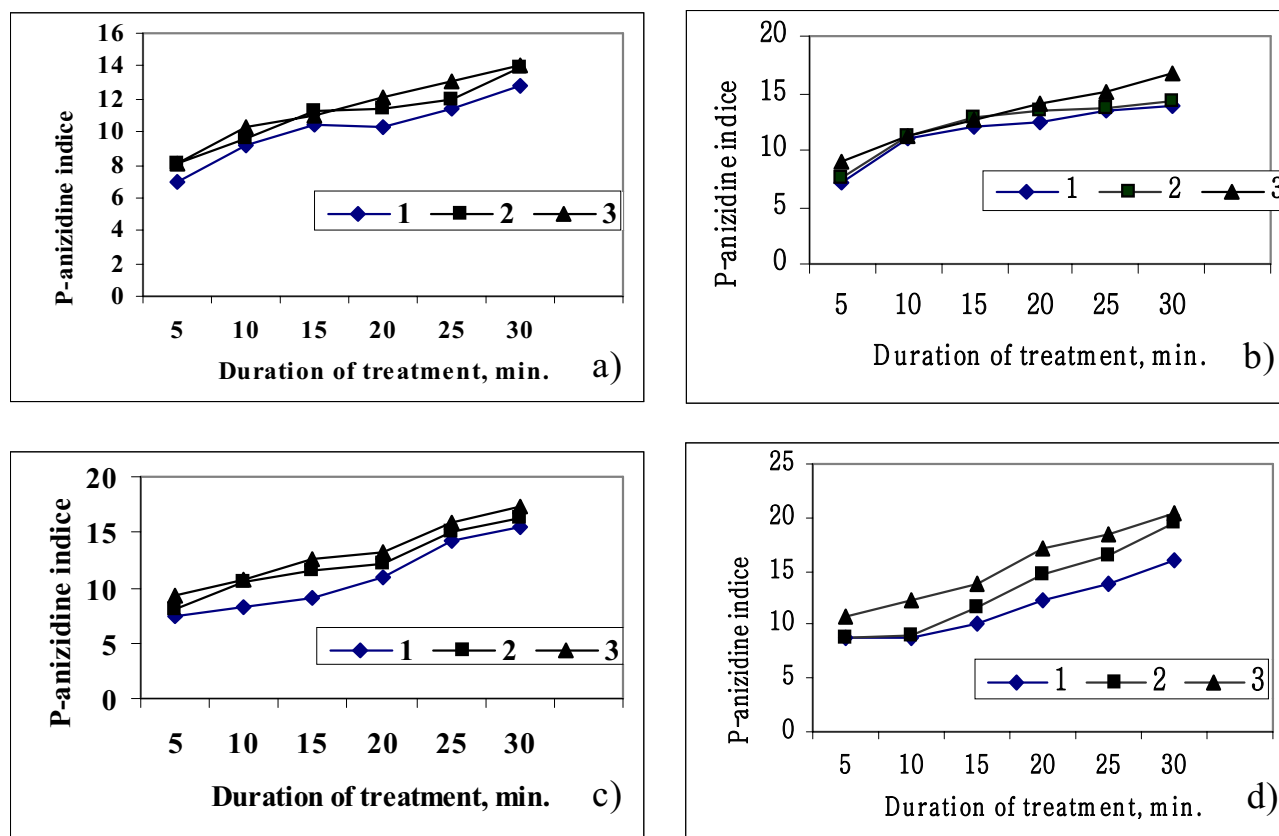 P-anizidine indice
16
14
12
10
8
6
4
2
0
1 2 3
5 10 15 20 25 30
Duration of treatment, min. a)
P-anizidine indice
20
15
10
5
0
1 2 3
5 10 15 20 25 30
Duration of treatment, min. b)
P-anizidine indice
20
15
10
5
0
1 2 3
5 10 15 20 25 30
Duration of treatment, min. c)
P-anizidine indice
25
20
15
10
5
0
1 2 3
5 10 15 20 25 30
Duration of treatment, min. d)